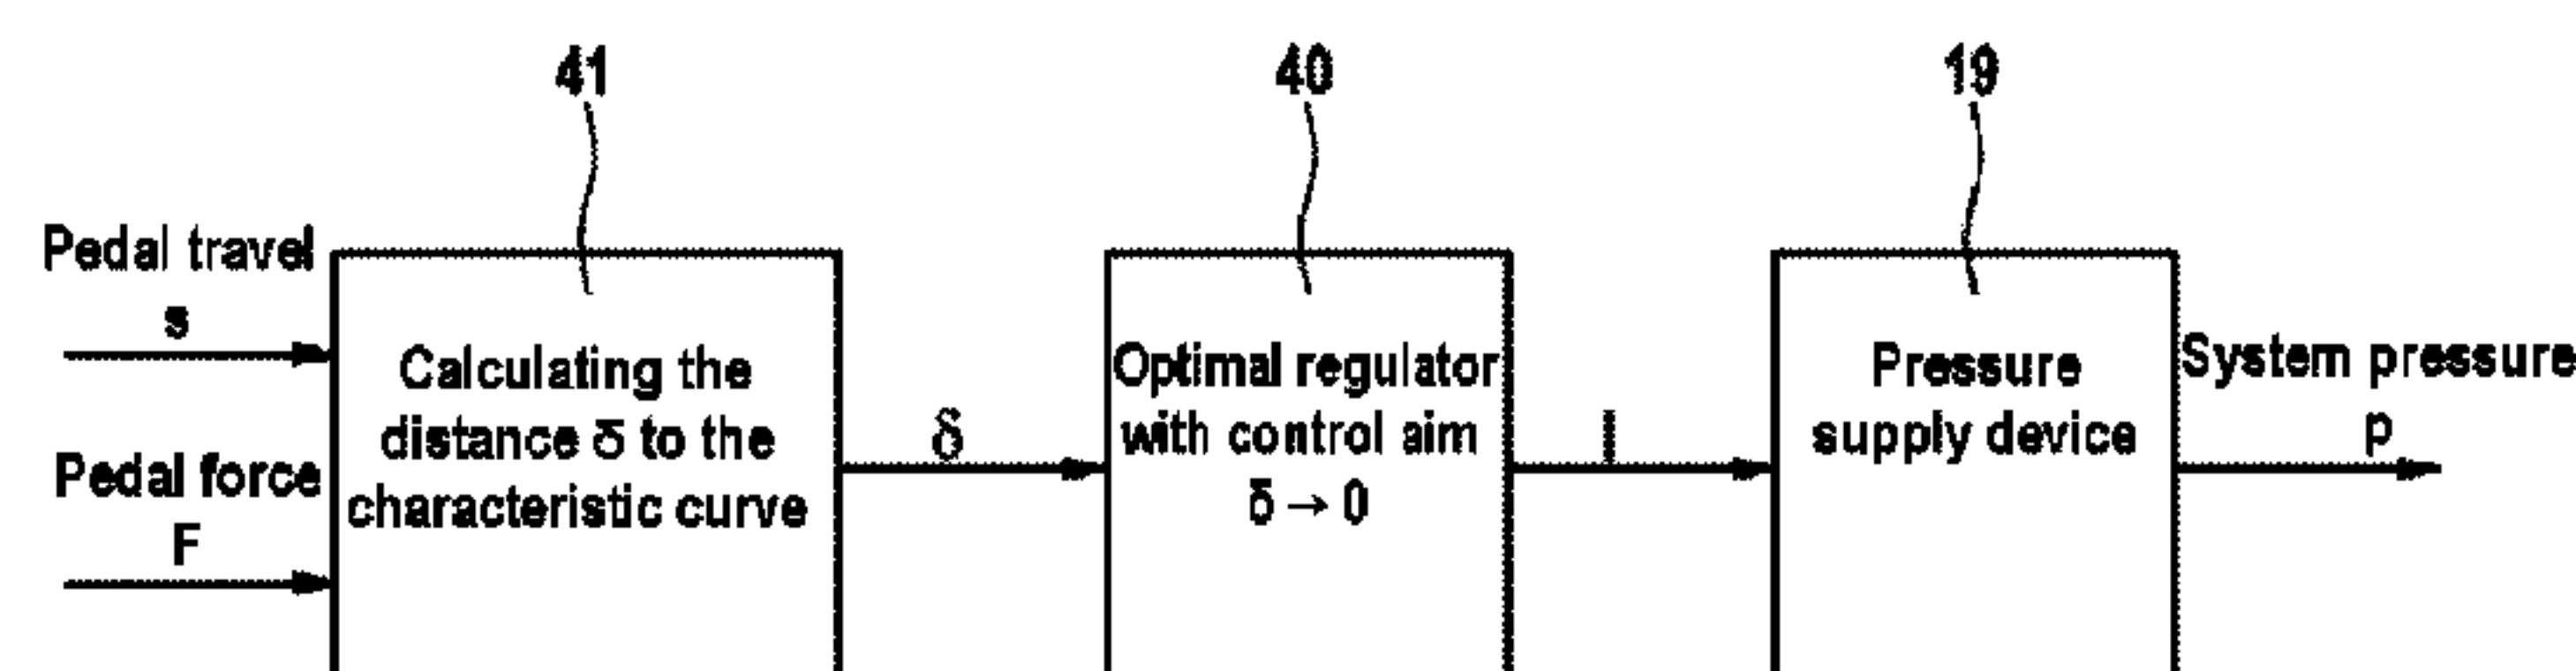 41
40
19
Pedal travel
s
Pedal force
F
Calculating the
distance δ to the
characteristic curve
δ
Optimal regulator
with control aim
δ → 0
I
Pressure
supply device
System pressure
p